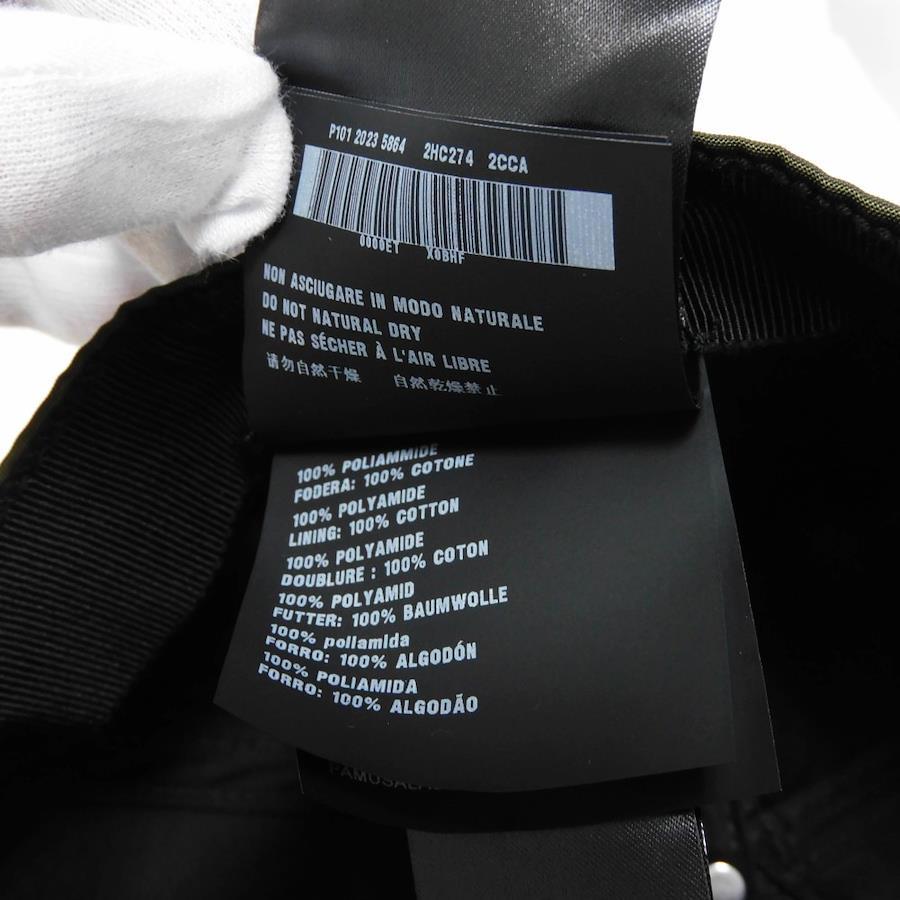 P101 2023 5864 2HC274 2CCA
0000ET X0BHF
NON ASCIUGARE IN MODO NATURALE
DO NOT NATURAL DRY
NE PAS SÉCHER À L'AIR LIBRE
请勿自然干燥 自然乾燥禁止
100% POLIAMMIDE
FODERA: 100% COTONE
100% POLYAMIDE
LINING: 100% COTTON
100% POLYAMIDE
DOUBLURE : 100% COTON
100% POLYAMID
FUTTER: 100% BAUMWOLLE
100% poliamida
FORRO: 100% ALGODÓN
100% POLIAMIDA
FORRO: 100% ALGODÃO